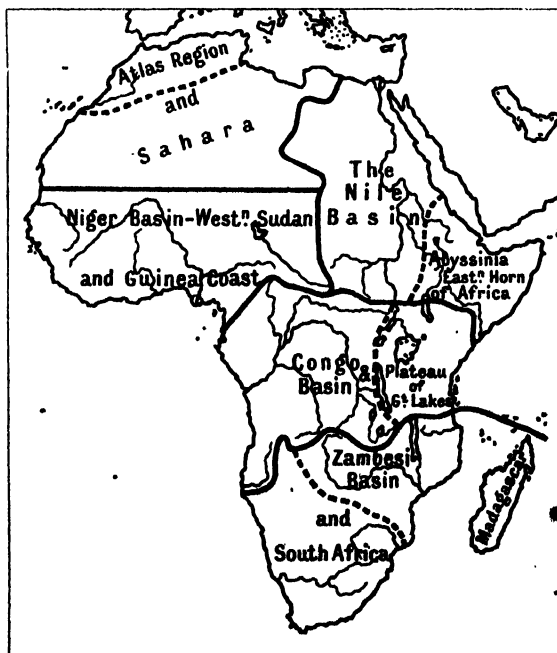 Atlas Region
and
Sahara
The
Nile
Basin
Niger Basin-Westⁿ. Sudan
and Guinea Coast
Abyssinia
Eastⁿ. Horn
of Africa
Congo
&
Basin
Plateau
of
Gᵗ. Lakes
Zambesi
Basin
and
South Africa
Madagascar